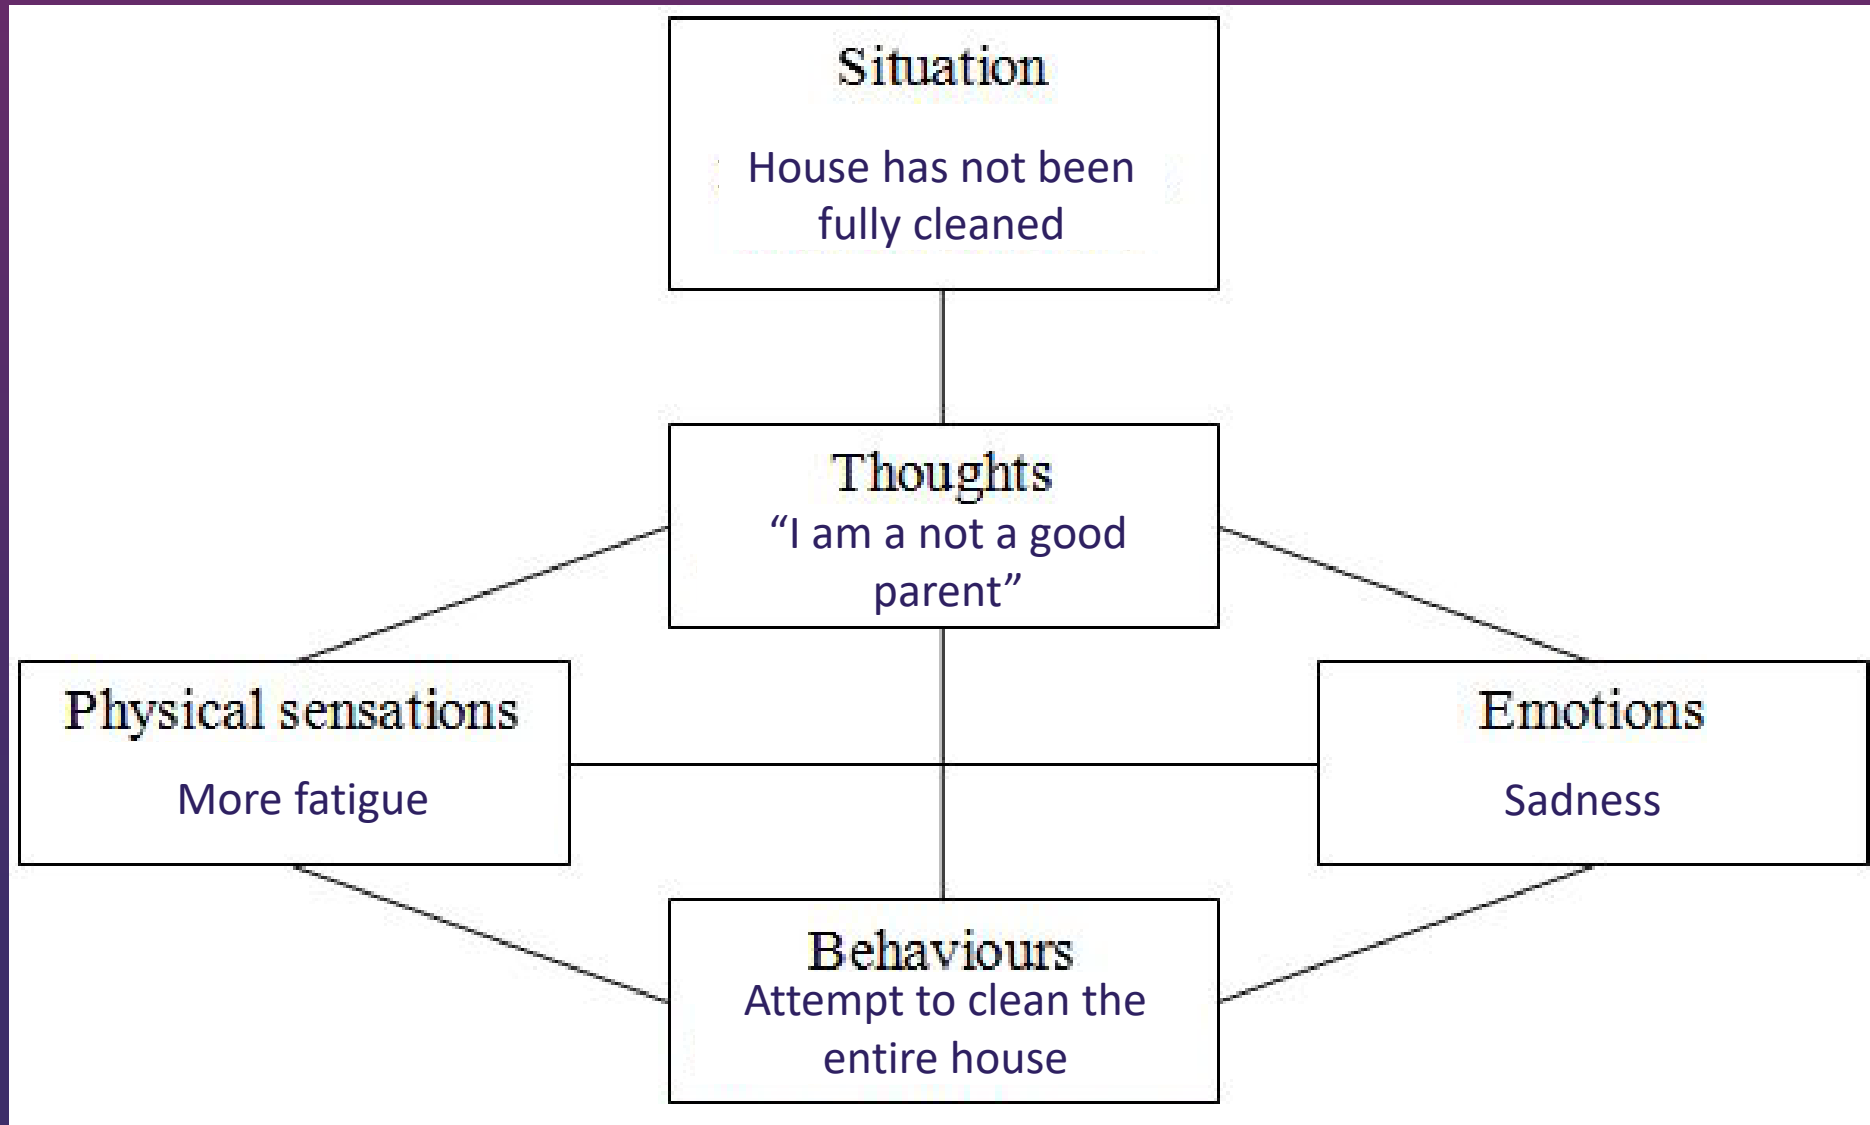 Situation
House has not been
fully cleaned
Thoughts
“I am a not a good
parent”
Physical sensations
More fatigue
Emotions
Sadness
Behaviours
Attempt to clean the
entire house